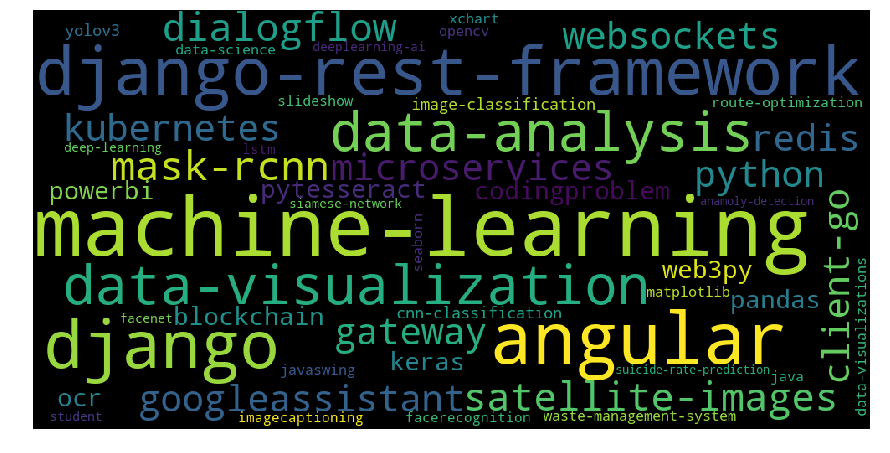 yolov3
dialogflow
xchart
opencv
websockets
data-science
deeplearning-ai
django-rest-framework
slideshow
image-classification
route-optimization
kubernetes
data-analysis
redis
deep-learning
lstm
mask-rcnn
microservices
python
powerbi
pytesseract
codingproblem
siamese-network
anamoly-detection
machine-learning
seaborn
client-go
data-visualization
web3py
matplotlib
pandas
facenet
blockchain
cnn-classification
gateway
django
angular
keras
javaswing
suicide-rate-prediction
java
data-visualizations
ocr
googleassistant
satellite-images
student
imagecaptioning
facerecognition
waste-management-system